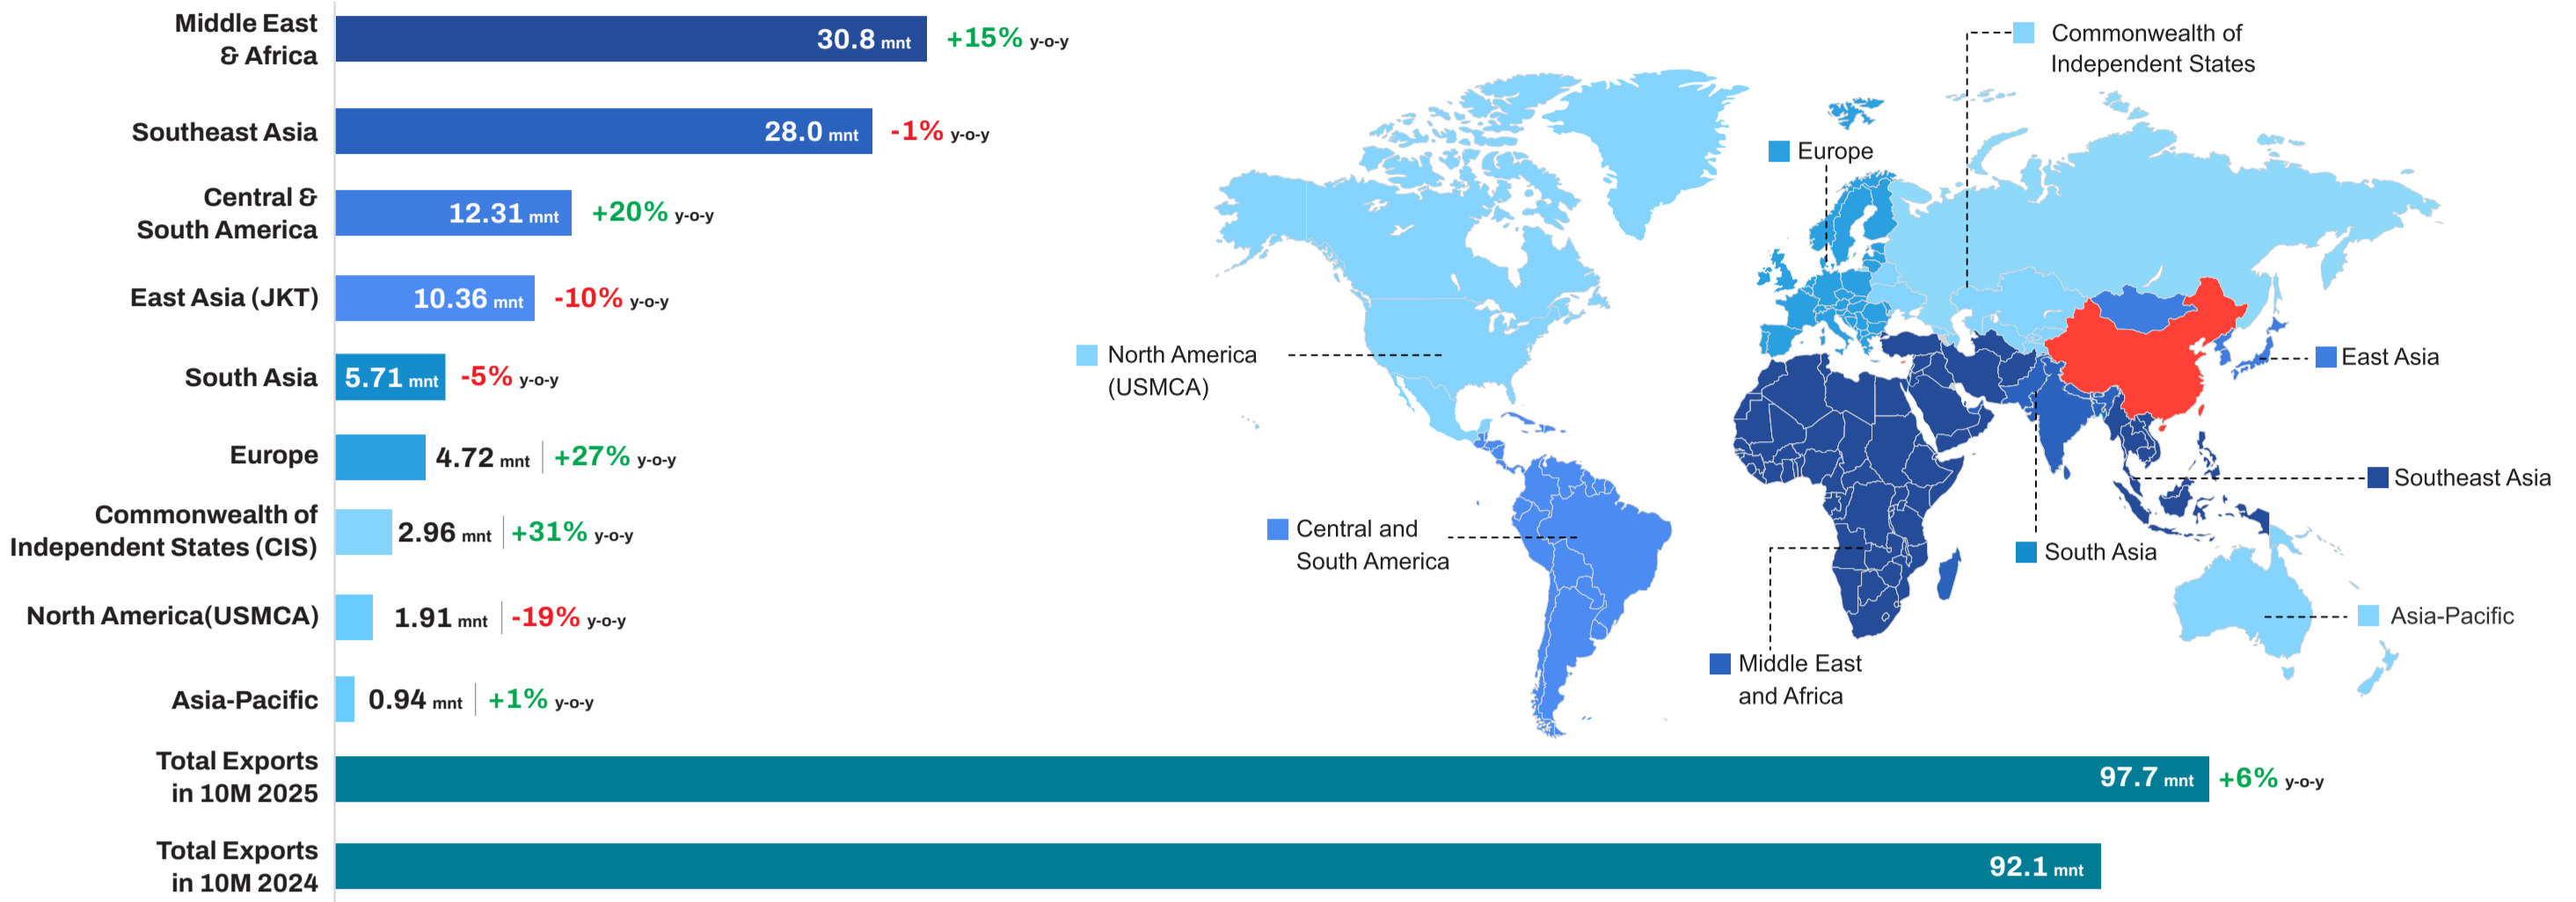 Middle East
& Africa
30.8 mnt
+15% y-o-y
Southeast Asia
28.0 mnt
-1% y-o-y
Central &
South America
12.31 mnt
+20% y-o-y
East Asia (JKT)
10.36 mnt
-10% y-o-y
South Asia
5.71 mnt
-5% y-o-y
Europe
4.72 mnt
+27% y-o-y
Commonwealth of
Independent States (CIS)
2.96 mnt
+31% y-o-y
North America(USMCA)
1.91 mnt
-19% y-o-y
Asia-Pacific
0.94 mnt
+1% y-o-y
Total Exports
in 10M 2025
97.7 mnt
+6% y-o-y
Total Exports
in 10M 2024
92.1 mnt
Commonwealth of
Independent States
Europe
North America
(USMCA)
East Asia
Southeast Asia
Central and
South America
South Asia
Asia-Pacific
Middle East
and Africa